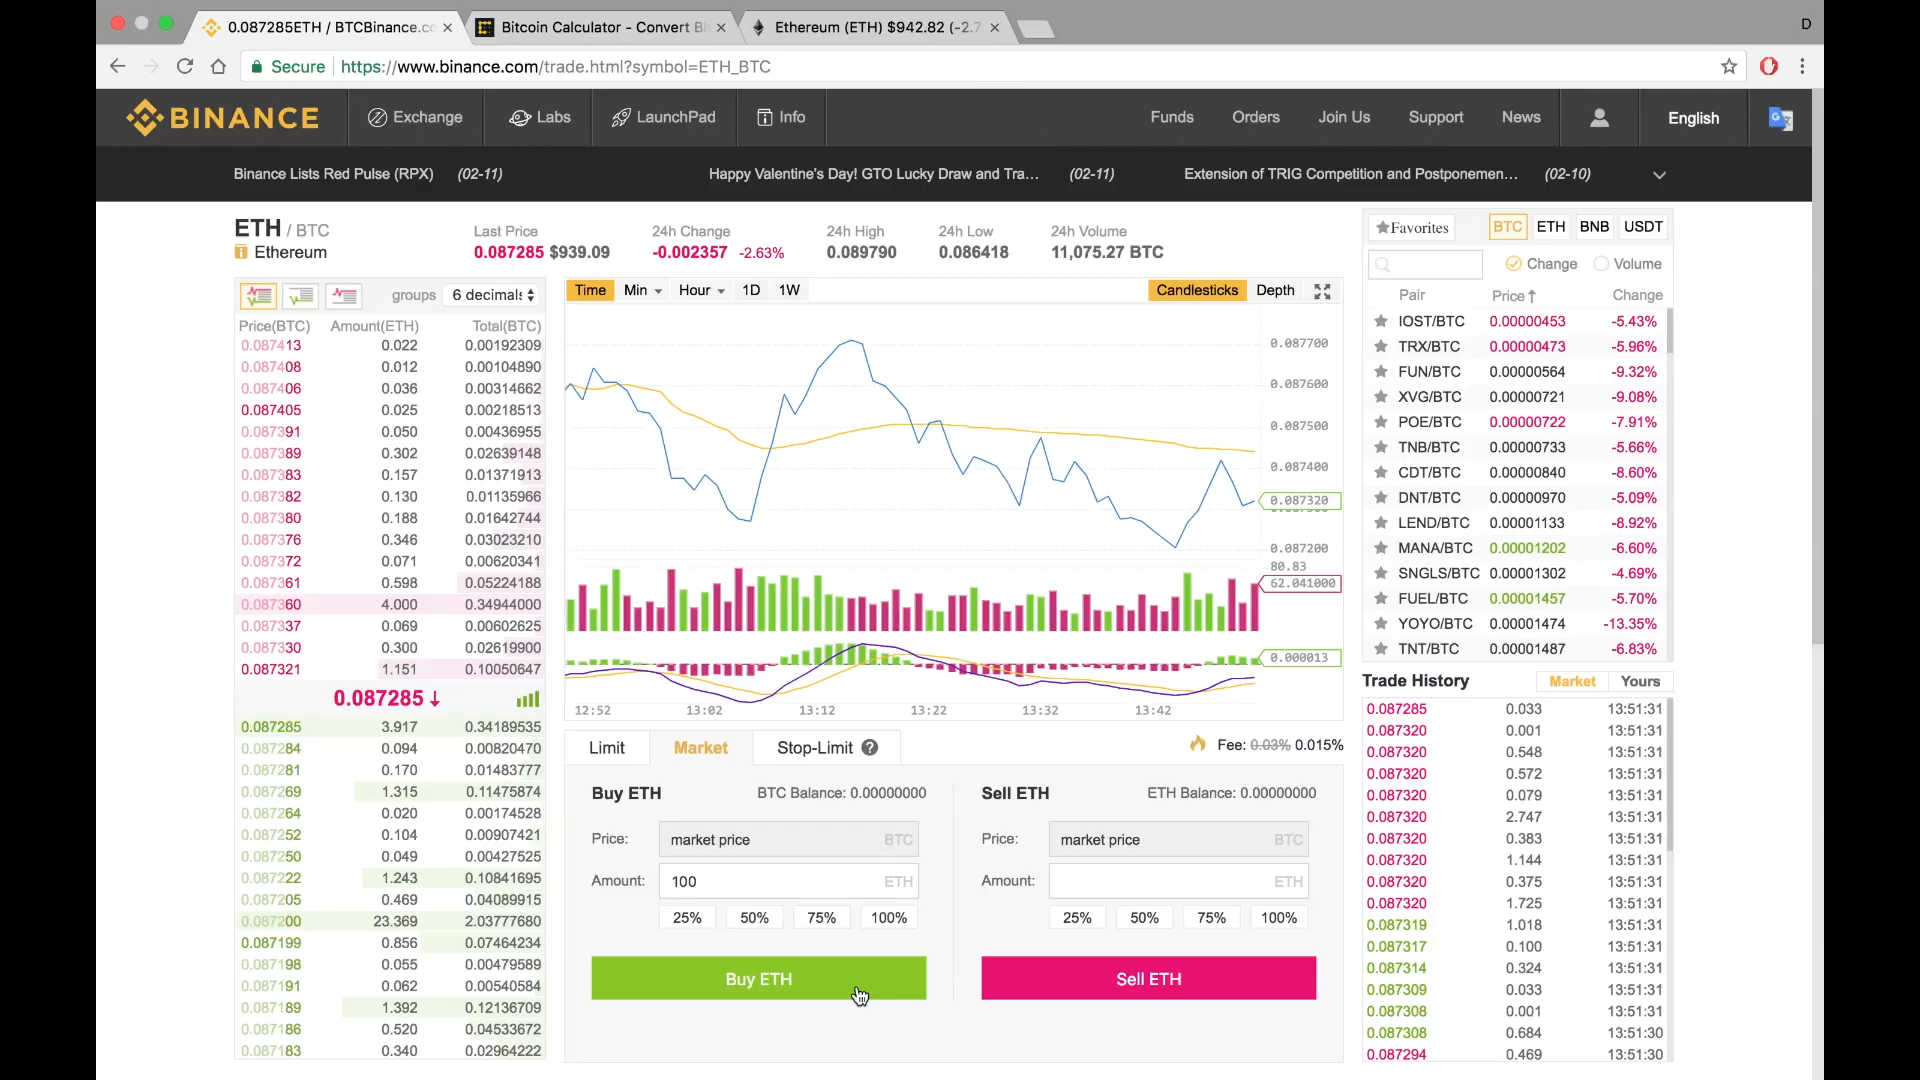 0.087285ETH / BTCBinance.co
Bitcoin Calculator - Convert Bi
Ethereum (ETH) $942.82 (-2.7
D
Secure https://www.binance.com/trade.html?symbol=ETH_BTC
BINANCE Exchange Labs LaunchPad Info Funds Orders Join Us Support News English
Binance Lists Red Pulse (RPX) (02-11) Happy Valentine's Day! GTO Lucky Draw and Tra... (02-11) Extension of TRIG Competition and Postponemen... (02-10)
ETH / BTC
Ethereum
Last Price
0.087285 $939.09
24h Change
-0.002357 -2.63%
24h High
0.089790
24h Low
0.086418
24h Volume
11,075.27 BTC
groups 6 decimals
Price(BTC) Amount(ETH) Total(BTC)
0.087413 0.022 0.00192309
0.087408 0.012 0.00104890
0.087406 0.036 0.00314662
0.087405 0.025 0.00218513
0.087391 0.050 0.00436955
0.087389 0.302 0.02639148
0.087383 0.157 0.01371913
0.087382 0.130 0.01135966
0.087380 0.188 0.01642744
0.087376 0.346 0.03023210
0.087372 0.071 0.00620341
0.087361 0.598 0.05224188
0.087360 4.000 0.34944000
0.087337 0.069 0.00602625
0.087330 0.300 0.02619900
0.087321 1.151 0.10050647
0.087285↓
0.087285 3.917 0.34189535
0.087284 0.094 0.00820470
0.087281 0.170 0.01483777
0.087269 1.315 0.11475874
0.087264 0.020 0.00174528
0.087252 0.104 0.00907421
0.087250 0.049 0.00427525
0.087222 1.243 0.10841695
0.087205 0.469 0.04089915
0.087200 23.369 2.03777680
0.087199 0.856 0.07464234
0.087198 0.055 0.00479589
0.087191 0.062 0.00540584
0.087189 1.392 0.12136709
0.087186 0.520 0.04533672
0.087183 0.340 0.02964222
Time Min Hour 1D 1W Candlesticks Depth
0.087700
0.087600
0.087500
0.087400
0.087320
0.087200
80.83
62.041000
0.000013
12:52 13:02 13:12 13:22 13:32 13:42
Limit Market Stop-Limit ? Fee: 0.03% 0.015%
Buy ETH BTC Balance: 0.00000000
Price: market price BTC
Amount: 100 ETH
25% 50% 75% 100%
Buy ETH
Sell ETH ETH Balance: 0.00000000
Price: market price BTC
Amount: ETH
25% 50% 75% 100%
Sell ETH
Favorites BTC ETH BNB USDT
Change Volume
Pair Price↑ Change
IOST/BTC 0.00000453 -5.43%
TRX/BTC 0.00000473 -5.96%
FUN/BTC 0.00000564 -9.32%
XVG/BTC 0.00000721 -9.08%
POE/BTC 0.00000722 -7.91%
TNB/BTC 0.00000733 -5.66%
CDT/BTC 0.00000840 -8.60%
DNT/BTC 0.00000970 -5.09%
LEND/BTC 0.00001133 -8.92%
MANA/BTC 0.00001202 -6.60%
SNGLS/BTC 0.00001302 -4.69%
FUEL/BTC 0.00001457 -5.70%
YOYO/BTC 0.00001474 -13.35%
TNT/BTC 0.00001487 -6.83%
Trade History Market Yours
0.087285 0.033 13:51:31
0.087320 0.001 13:51:31
0.087320 0.548 13:51:31
0.087320 0.572 13:51:31
0.087320 0.079 13:51:31
0.087320 2.747 13:51:31
0.087320 0.383 13:51:31
0.087320 1.144 13:51:31
0.087320 0.375 13:51:31
0.087320 1.725 13:51:31
0.087319 1.018 13:51:31
0.087317 0.100 13:51:31
0.087314 0.324 13:51:31
0.087309 0.033 13:51:31
0.087308 0.001 13:51:31
0.087308 0.684 13:51:30
0.087294 0.469 13:51:30